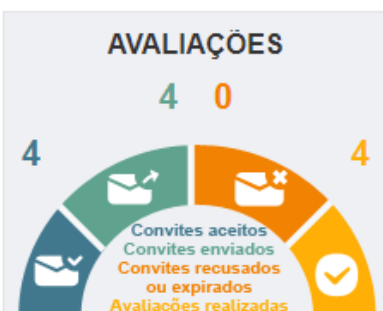 AVALIAÇÕES
4 0
4 4
Convites aceitos
Convites enviados
Convites recusados
ou expirados
Avaliações realizadas